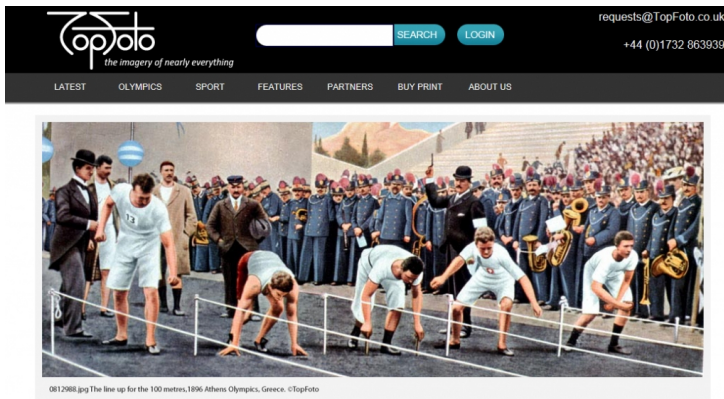 TopFoto
the imagery of nearly everything
SEARCH
LOGIN
requests@TopFoto.co.uk
+44 (0)1732 863939
LATEST
OLYMPICS
SPORT
FEATURES
PARTNERS
BUY PRINT
ABOUT US
13
0812988.jpg The line up for the 100 metres,1896 Athens Olympics, Greece. ©TopFoto